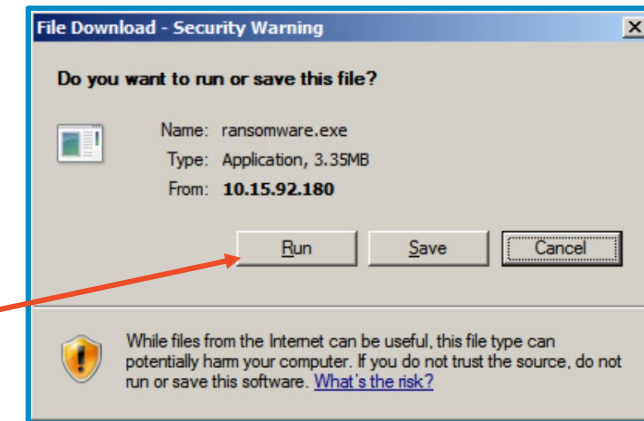 File Download - Security Warning
Do you want to run or save this file?
Name: ransomware.exe
Type: Application, 3.35MB
From: 10.15.92.180
Run Save Cancel
While files from the Internet can be useful, this file type can
potentially harm your computer. If you do not trust the source, do not
run or save this software. What's the risk?